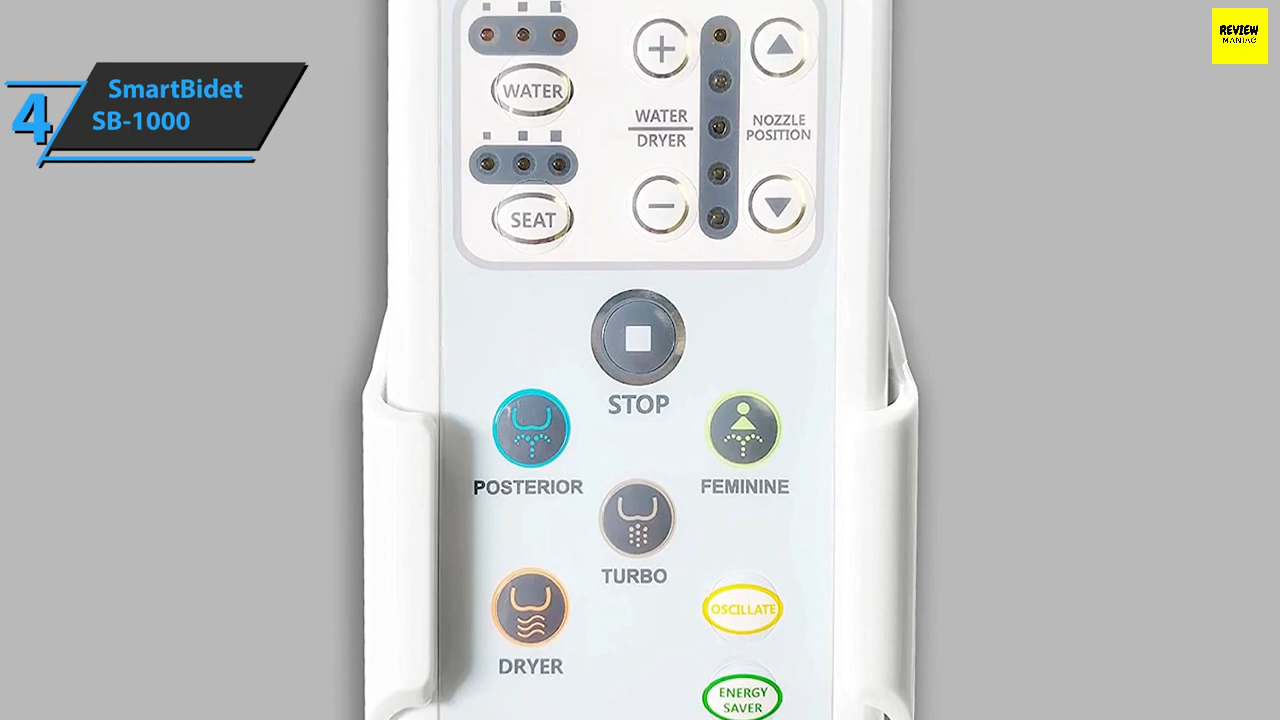 REVIEW
MANIAC
4
SmartBidet
SB-1000
WATER
SEAT
WATER
DRYER
NOZZLE
POSITION
STOP
POSTERIOR
FEMININE
TURBO
DRYER
OSCILLATE
ENERGY
SAVER